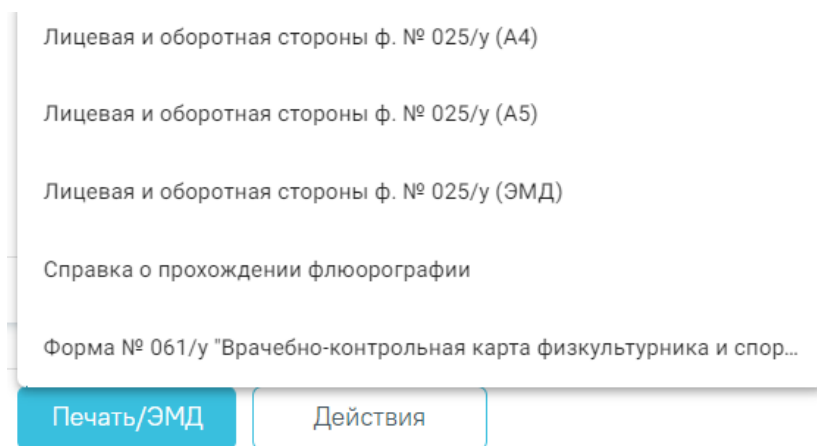 Лицевая и оборотная стороны ф. № 025/у (А4)
Лицевая и оборотная стороны ф. № 025/у (А5)
Лицевая и оборотная стороны ф. № 025/у (ЭМД)
Справка о прохождении флюорографии
Форма № 061/у "Врачебно-контрольная карта физкультурника и спор...
Печать/ЭМД Действия